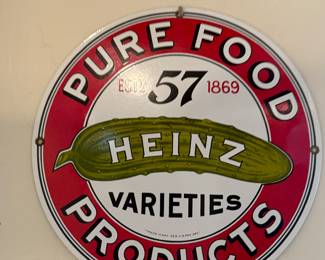 PURE FOOD
ESTD 57 1869
HEINZ
VARIETIES
PRODUCTS